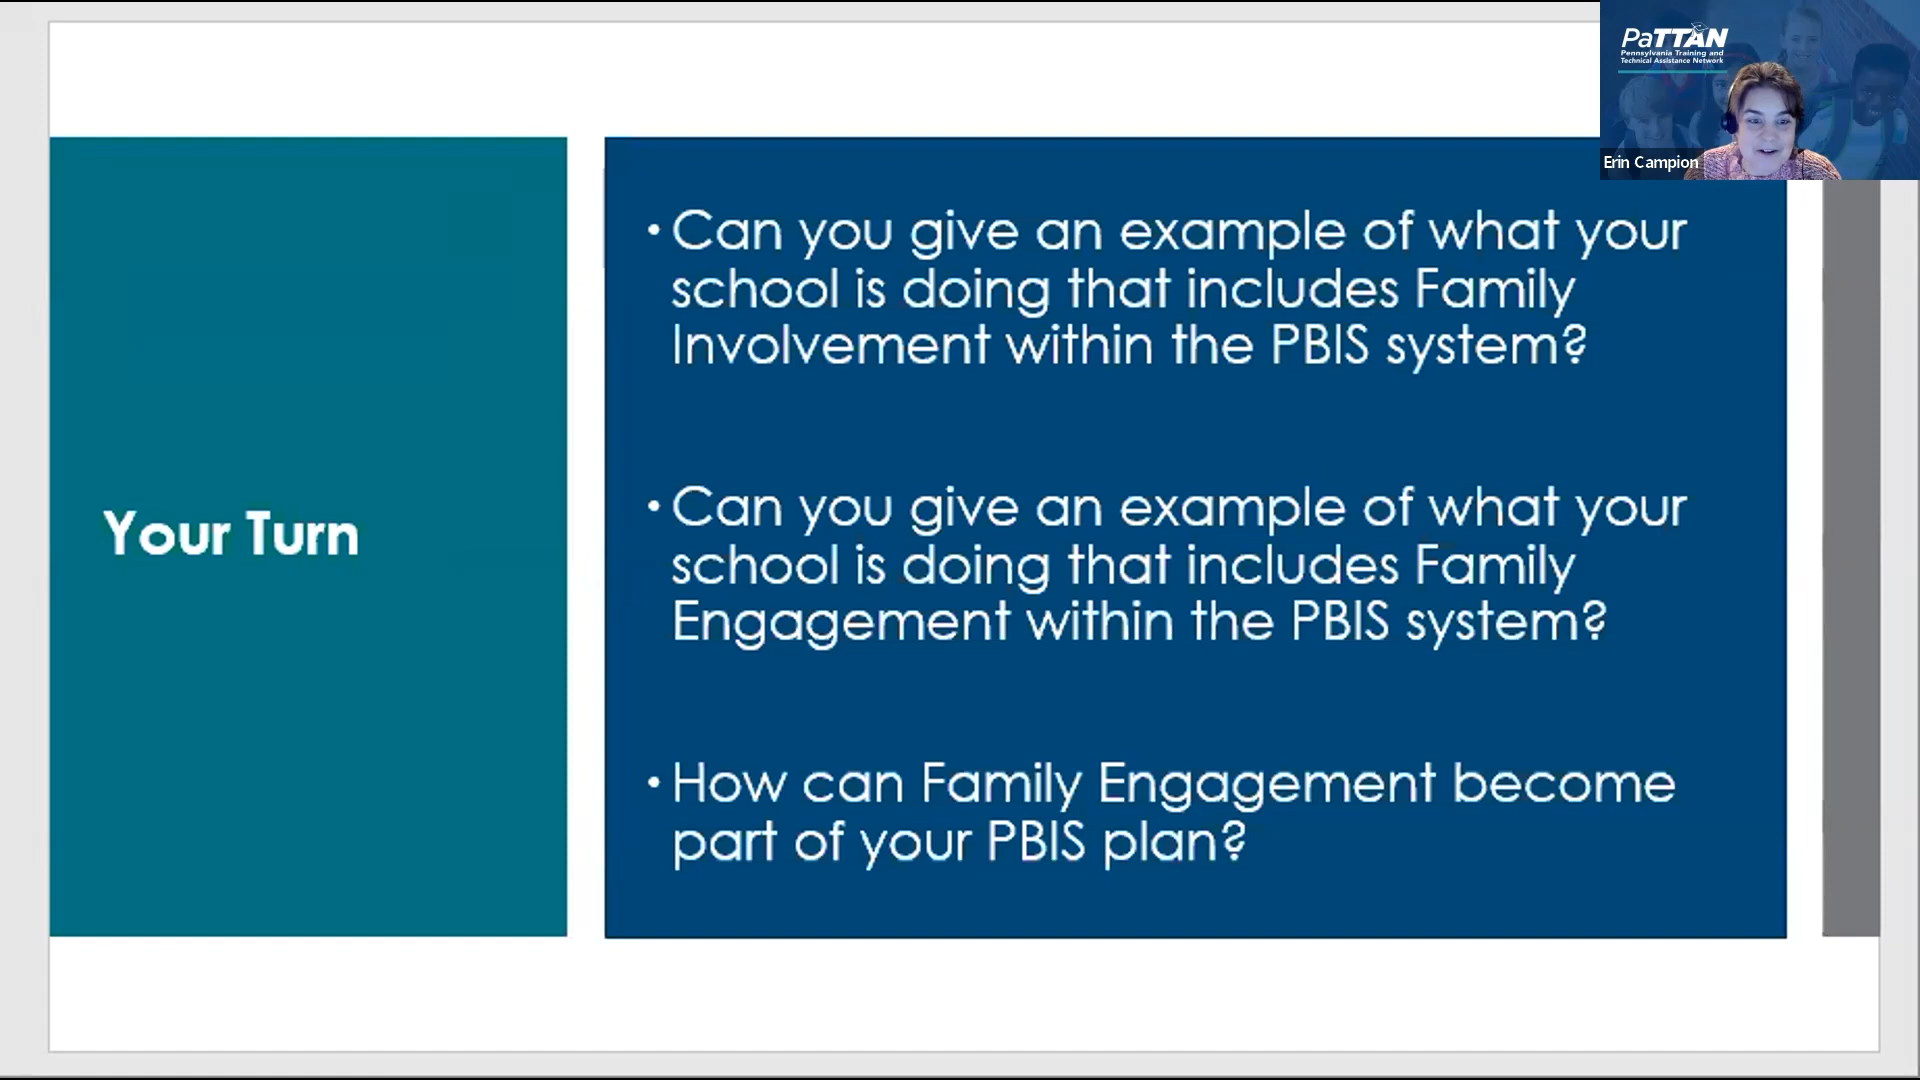 PaTTAN
Pennsylvania Training and
Technical Assistance Network
Erin Campion
Your Turn
• Can you give an example of what your
school is doing that includes Family
Involvement within the PBIS system?
• Can you give an example of what your
school is doing that includes Family
Engagement within the PBIS system?
• How can Family Engagement become
part of your PBIS plan?